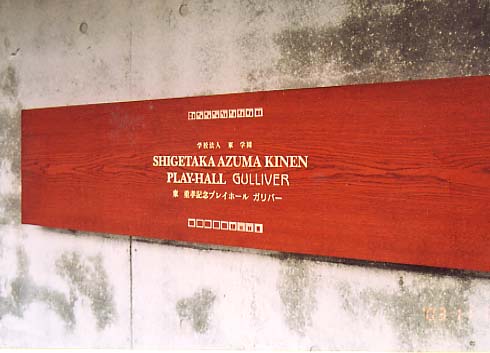 学校法人 東 学園
SHIGETAKA AZUMA KINEN
PLAY-HALL GULLIVER
東 重孝記念プレイホール ガリバー